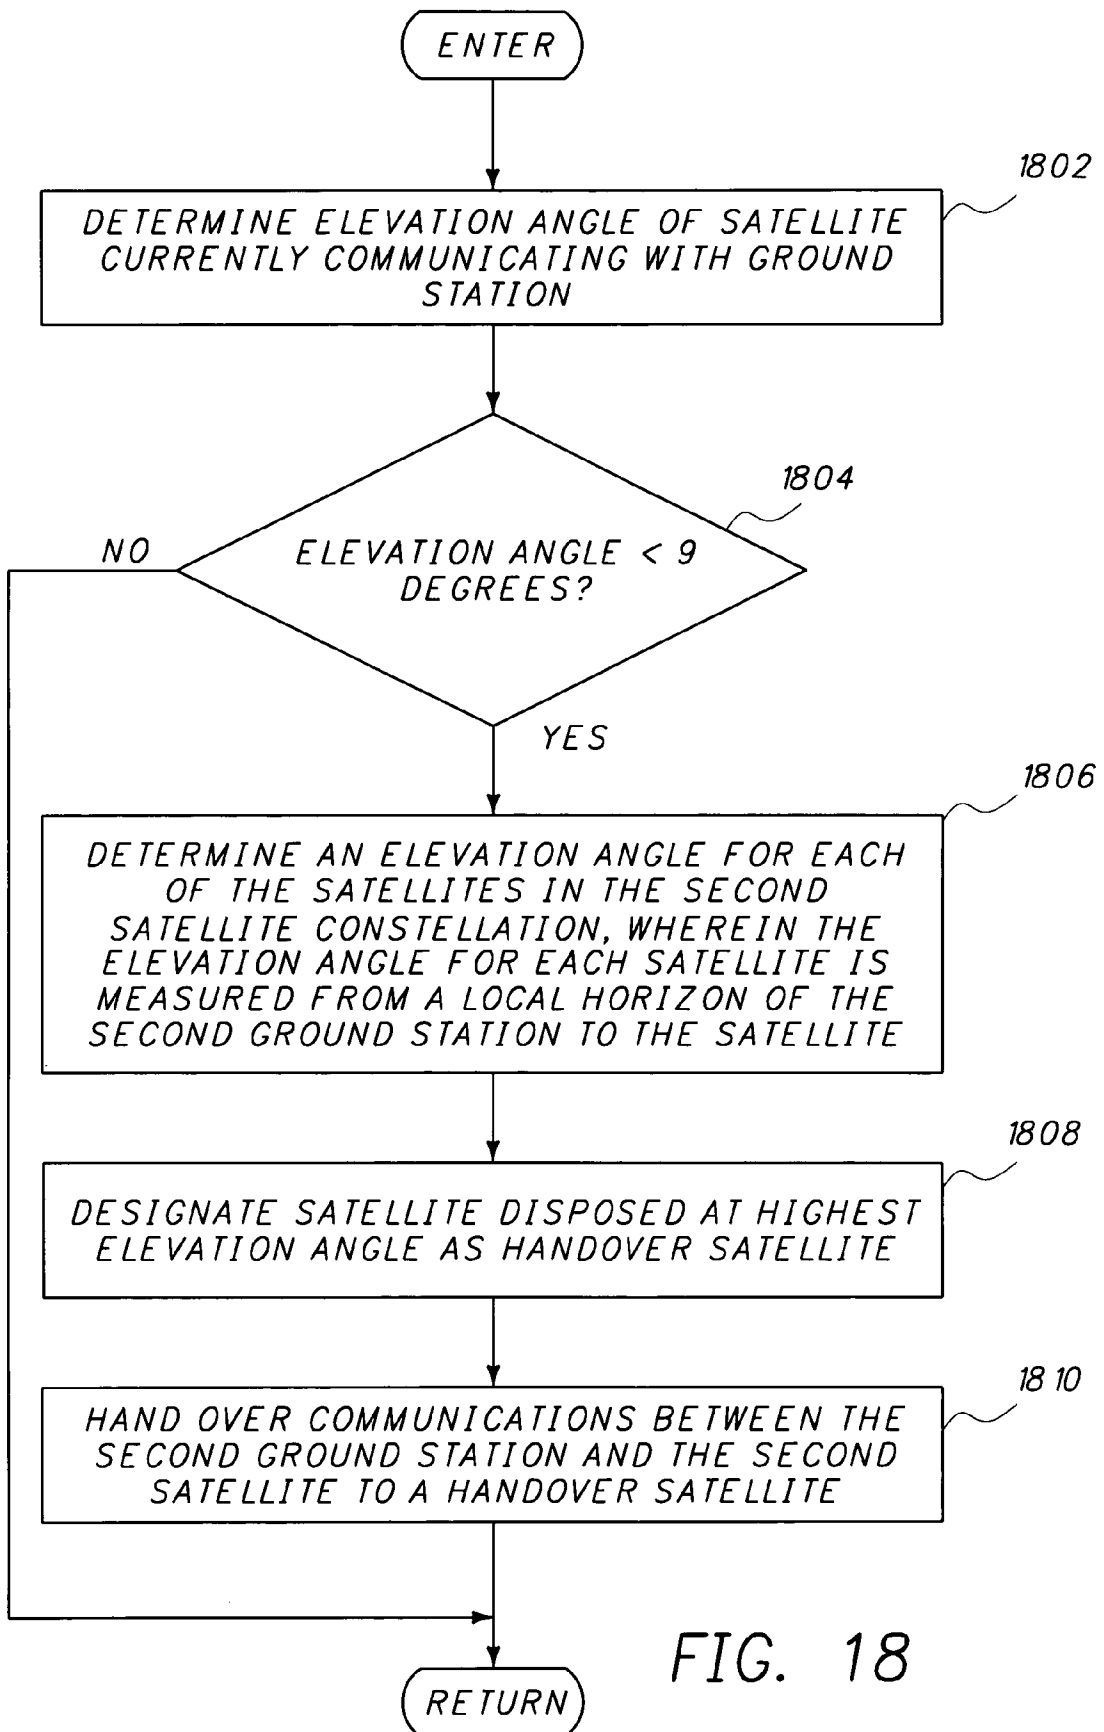 ENTER
1802
DETERMINE ELEVATION ANGLE OF SATELLITE
CURRENTLY COMMUNICATING WITH GROUND
STATION
1804
NO
ELEVATION ANGLE < 9
DEGREES?
YES
1806
DETERMINE AN ELEVATION ANGLE FOR EACH
OF THE SATELLITES IN THE SECOND
SATELLITE CONSTELLATION, WHEREIN THE
ELEVATION ANGLE FOR EACH SATELLITE IS
MEASURED FROM A LOCAL HORIZON OF THE
SECOND GROUND STATION TO THE SATELLITE
1808
DESIGNATE SATELLITE DISPOSED AT HIGHEST
ELEVATION ANGLE AS HANDOVER SATELLITE
1810
HAND OVER COMMUNICATIONS BETWEEN THE
SECOND GROUND STATION AND THE SECOND
SATELLITE TO A HANDOVER SATELLITE
FIG. 18
RETURN